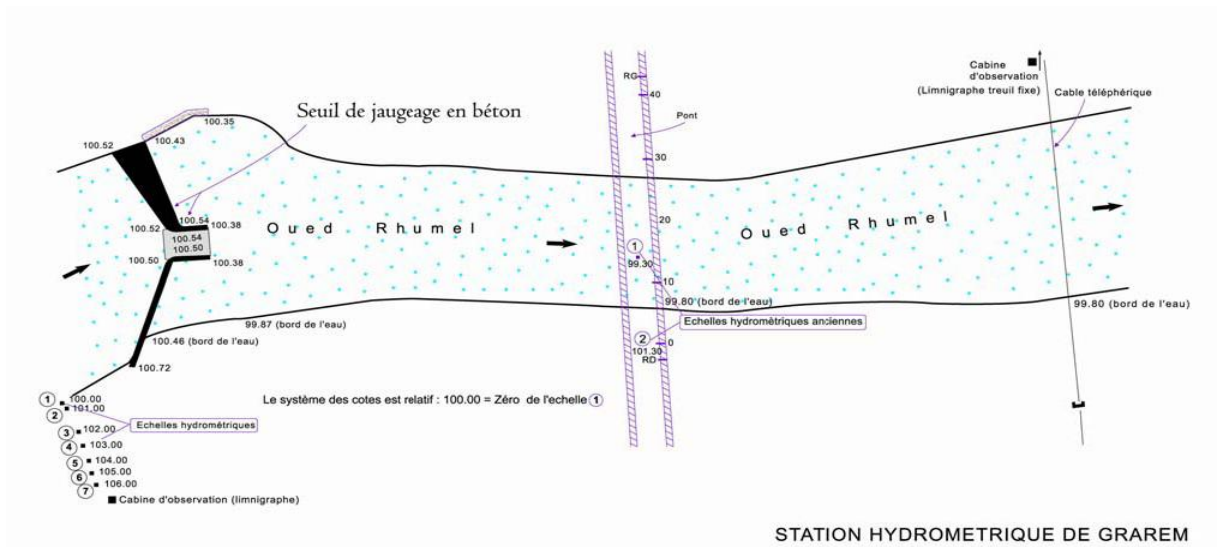 Cabine
d'observation
(Limnigraphe treuil fixe)
Cable téléphérique
RG
40
Pont
30
20
10
0
RD
Seuil de jaugeage en béton
100.35
100.43
100.52
100.54
100.38
100.52
100.54
100.50
100.50
100.38
Oued Rhumel
Oued Rhumel
1
99.30
99.80 (bord de l'eau)
99.80 (bord de l'eau)
Echelles hydrométriques anciennes
2
101.30
99.87 (bord de l'eau)
100.46 (bord de l'eau)
100.72
Le système des cotes est relatif : 100.00 = Zéro de l'echelle 1
1 100.00
2 101.00
Echelles hydrométriques
3 102.00
4 103.00
5 104.00
6 105.00
7 106.00
Cabine d'observation (limnigraphe)
STATION HYDROMETRIQUE DE GRAREM